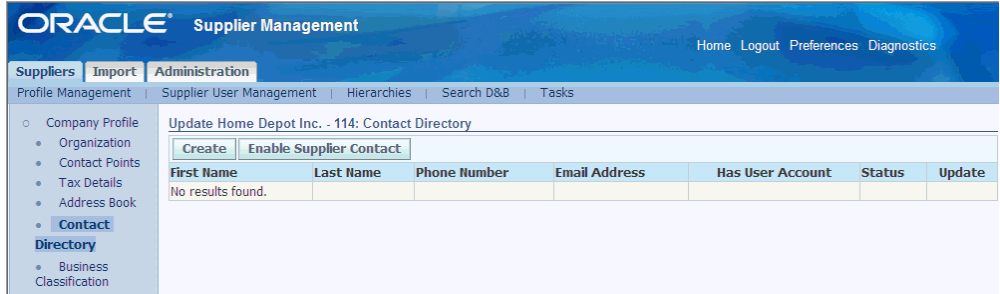 ORACLE Supplier Management
Home Logout Preferences Diagnostics
Suppliers Import Administration
Profile Management | Supplier User Management | Hierarchies | Search D&B | Tasks
Company Profile
Organization
Contact Points
Tax Details
Address Book
Contact
Directory
Business
Classification
Update Home Depot Inc. - 114: Contact Directory
Create Enable Supplier Contact
First Name Last Name Phone Number Email Address Has User Account Status Update
No results found.